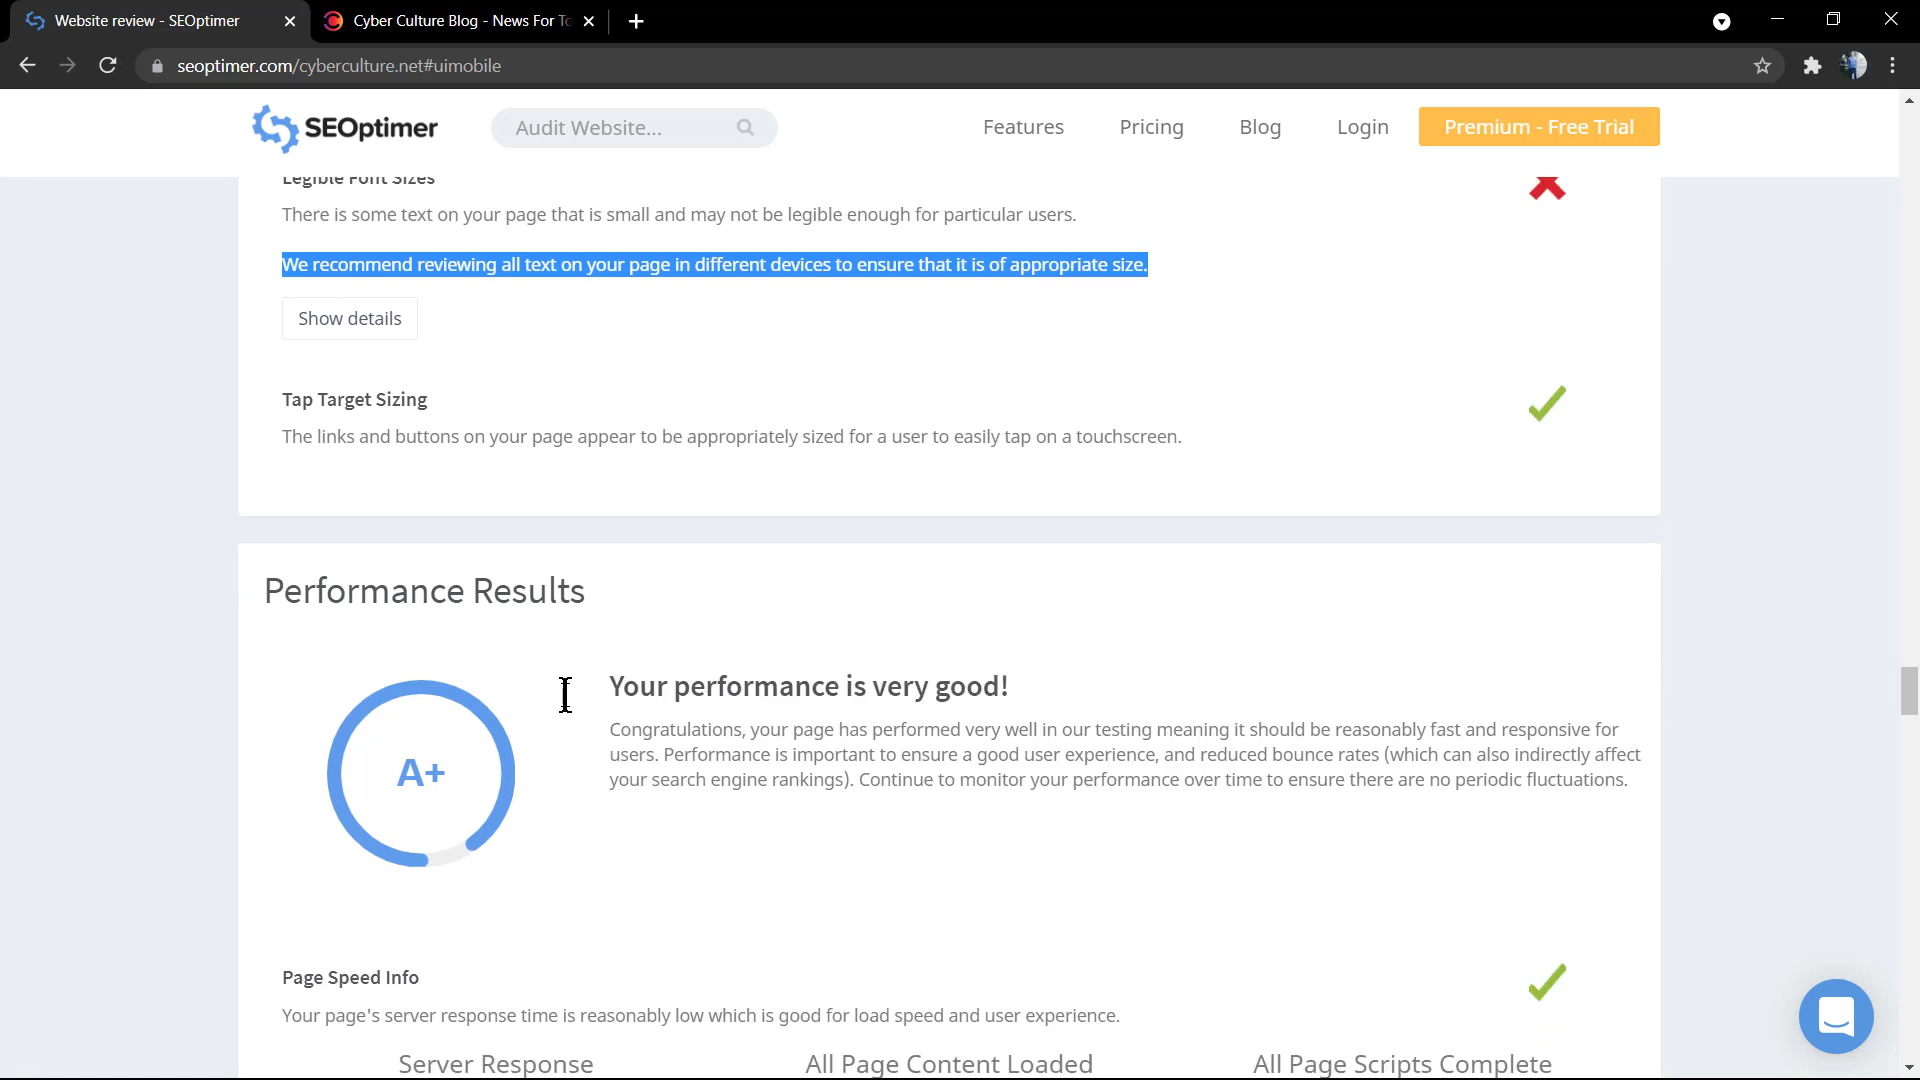 Website review - SEOptimer
Cyber Culture Blog - News For To
seoptimer.com/cyberculture.net#uimobile
SEOptimer
Audit Website...
Features
Pricing
Blog
Login
Premium - Free Trial
Legible Font Sizes
There is some text on your page that is small and may not be legible enough for particular users.
We recommend reviewing all text on your page in different devices to ensure that it is of appropriate size.
Show details
Tap Target Sizing
The links and buttons on your page appear to be appropriately sized for a user to easily tap on a touchscreen.
Performance Results
A+
Your performance is very good!
Congratulations, your page has performed very well in our testing meaning it should be reasonably fast and responsive for
users. Performance is important to ensure a good user experience, and reduced bounce rates (which can also indirectly affect
your search engine rankings). Continue to monitor your performance over time to ensure there are no periodic fluctuations.
Page Speed Info
Your page's server response time is reasonably low which is good for load speed and user experience.
Server Response
All Page Content Loaded
All Page Scripts Complete